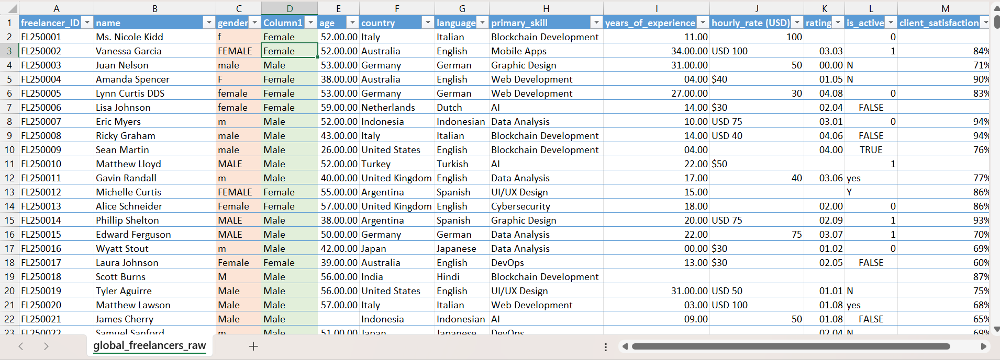 A B C D E F G H I J K L M
1 freelancer_ID name gender Column1 age country language primary_skill years_of_experience hourly_rate (USD) rating is_active client_satisfaction
2 FL250001 Ms. Nicole Kidd f Female 52.00.00 Italy Italian Blockchain Development 11.00 100 0
3 FL250002 Vanessa Garcia FEMALE Female 52.00.00 Australia English Mobile Apps 34.00.00 USD 100 03.03 1 84%
4 FL250003 Juan Nelson male Male 53.00.00 Germany German Graphic Design 31.00.00 50 00.00 N 71%
5 FL250004 Amanda Spencer F Female 38.00.00 Australia English Web Development 04.00 $40 01.05 N 90%
6 FL250005 Lynn Curtis DDS female Female 53.00.00 Germany German Web Development 27.00.00 30 04.08 0 83%
7 FL250006 Lisa Johnson female Female 59.00.00 Netherlands Dutch AI 14.00 $30 02.04 FALSE
8 FL250007 Eric Myers m Male 52.00.00 Indonesia Indonesian Data Analysis 10.00 USD 75 03.01 0 94%
9 FL250008 Ricky Graham male Male 43.00.00 Italy Italian Blockchain Development 14.00 USD 40 04.06 FALSE 94%
10 FL250009 Sean Martin male Male 26.00.00 United States English Blockchain Development 04.00 04.00 TRUE 76%
11 FL250010 Matthew Lloyd MALE Male 52.00.00 Turkey Turkish AI 22.00 $50 1
12 FL250011 Gavin Randall m Male 40.00.00 United Kingdom English Data Analysis 17.00 40 03.06 yes 77%
13 FL250012 Michelle Curtis FEMALE Female 55.00.00 Argentina Spanish UI/UX Design 15.00 Y 86%
14 FL250013 Alice Schneider Female Female 57.00.00 United Kingdom English Cybersecurity 18.00 02.00 0 86%
15 FL250014 Phillip Shelton MALE Male 38.00.00 Argentina Spanish Graphic Design 20.00 USD 75 02.09 1 93%
16 FL250015 Edward Ferguson MALE Male 50.00.00 Germany German Data Analysis 22.00 75 03.07 1 70%
17 FL250016 Wyatt Stout m Male 42.00.00 Japan Japanese Data Analysis 00.00 $30 01.02 0 69%
18 FL250017 Laura Johnson Female Female 39.00.00 Australia English DevOps 13.00 $30 02.05 FALSE 60%
19 FL250018 Scott Burns M Male 56.00.00 India Hindi Blockchain Development 87%
20 FL250019 Tyler Aguirre Male Male 56.00.00 United States English UI/UX Design 31.00.00 USD 50 01.01 N 75%
21 FL250020 Matthew Lawson Male Male 57.00.00 Italy Italian Web Development 03.00 USD 100 01.08 yes 68%
22 FL250021 James Cherry Male Male Indonesia Indonesian AI 09.00 50 01.08 FALSE 65%
23 FL250022 Samuel Sanford m Male 51.00.00 Japan Japanese DevOps 02.04 N 69%
global_freelancers_raw